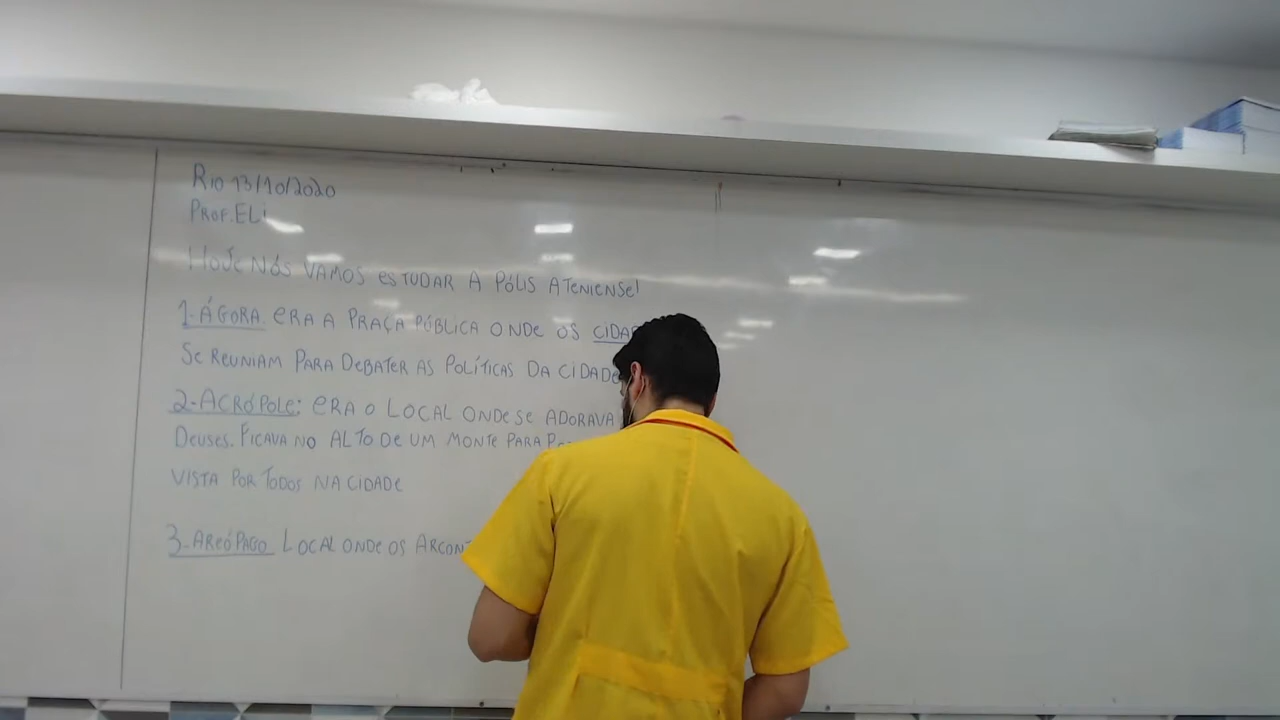 Rio 13/10/2020
Prof. Eli
Hoje nós vamos estudar a pólis ateniense!
1-Ágora era a praça pública onde os
se reuniam para debater as políticas da cidade
2-Acrópole: era o local onde se adorava
deuses. Ficava no alto de um monte para
vista por todos na cidade
3-Areópago local onde os